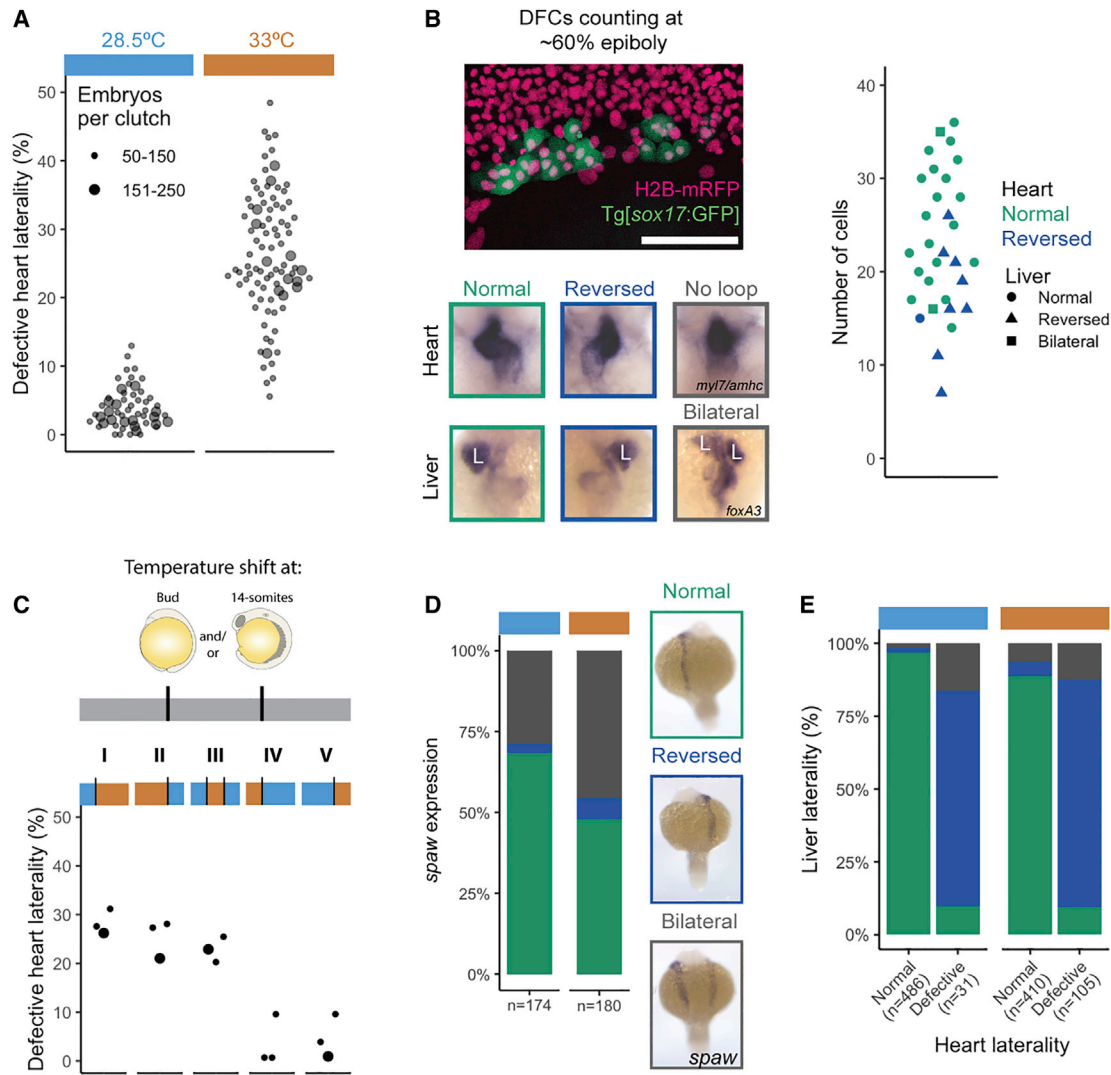 A
28.5ºC
33ºC
Defective heart laterality (%)
50
40
30
20
10
0
Embryos
per clutch
50-150
151-250
B
DFCs counting at
~60% epiboly
H2B-mRFP
Tg[sox17:GFP]
Normal
Reversed
No loop
Heart
myl7/amhc
Bilateral
Liver
L
L
L
L
foxA3
Number of cells
40
30
20
10
0
Heart
Normal
Reversed
Liver
Normal
Reversed
Bilateral
C
Temperature shift at:
Bud
and/
or
14-somites
I
II
III
IV
V
Defective heart laterality (%)
50
40
30
20
10
0
D
spaw expression
100%
75%
50%
25%
0%
n=174
n=180
Normal
Reversed
Bilateral
spaw
E
Liver laterality (%)
100%
75%
50%
25%
0%
Normal
(n=486)
Defective
(n=31)
Normal
(n=410)
Defective
(n=105)
Heart laterality